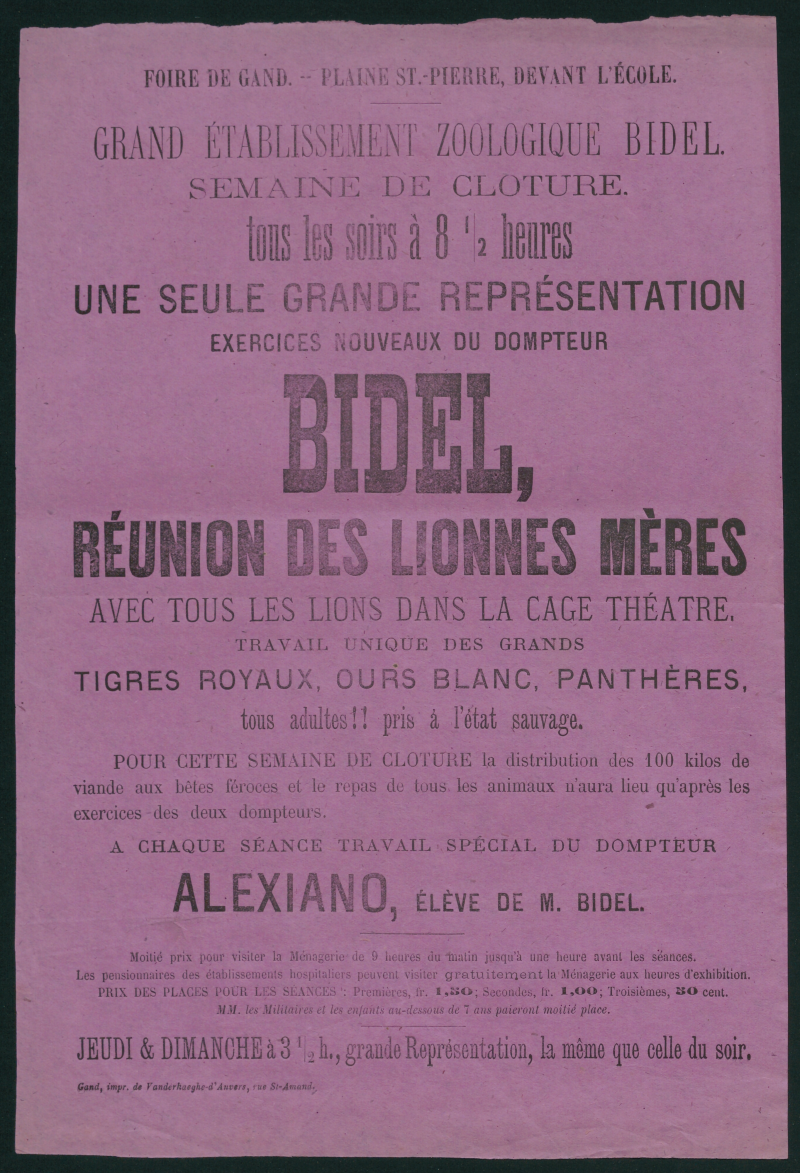 FOIRE DE GAND. — PLAINE ST.-PIERRE, DEVANT L'ÉCOLE.
GRAND ÉTABLISSEMENT ZOOLOGIQUE BIDEL.
SEMAINE DE CLOTURE.
tous les soirs à 8 1/2 heures
UNE SEULE GRANDE REPRÉSENTATION
EXERCICES NOUVEAUX DU DOMPTEUR
BIDEL,
RÉUNION DES LIONNES MÈRES
AVEC TOUS LES LIONS DANS LA CAGE THÉATRE,
TRAVAIL UNIQUE DES GRANDS
TIGRES ROYAUX, OURS BLANC, PANTHÈRES,
tous adultes!! pris á l'état sauvage.
POUR CETTE SEMAINE DE CLOTURE la distribution des 100 kilos de
viande aux bêtes féroces et le repas de tous les animaux n'aura lieu qu'après les
exercices des deux dompteurs.
A CHAQUE SÉANCE TRAVAIL SPÉCIAL DU DOMPTEUR
ALEXIANO, ÉLÈVE DE M. BIDEL.
Moitié prix pour visiter la Ménagerie de 9 heures du matin jusqu'à une heure avant les séances.
Les pensionnaires des établissements hospitaliers peuvent visiter gratuitement la Ménagerie aux heures d'exhibition.
PRIX DES PLACES POUR LES SÉANCES : Premières, fr. 1,50; Secondes, fr. 1,00; Troisièmes, 50 cent.
MM. les Militaires et les enfants au-dessous de 7 ans paieront moitié place.
JEUDI & DIMANCHE à 3 1/2 h., grande Représentation, la même que celle du soir.
Gand, impr. de Vanderhaeghe-d'Anvers, rue St-Amand.